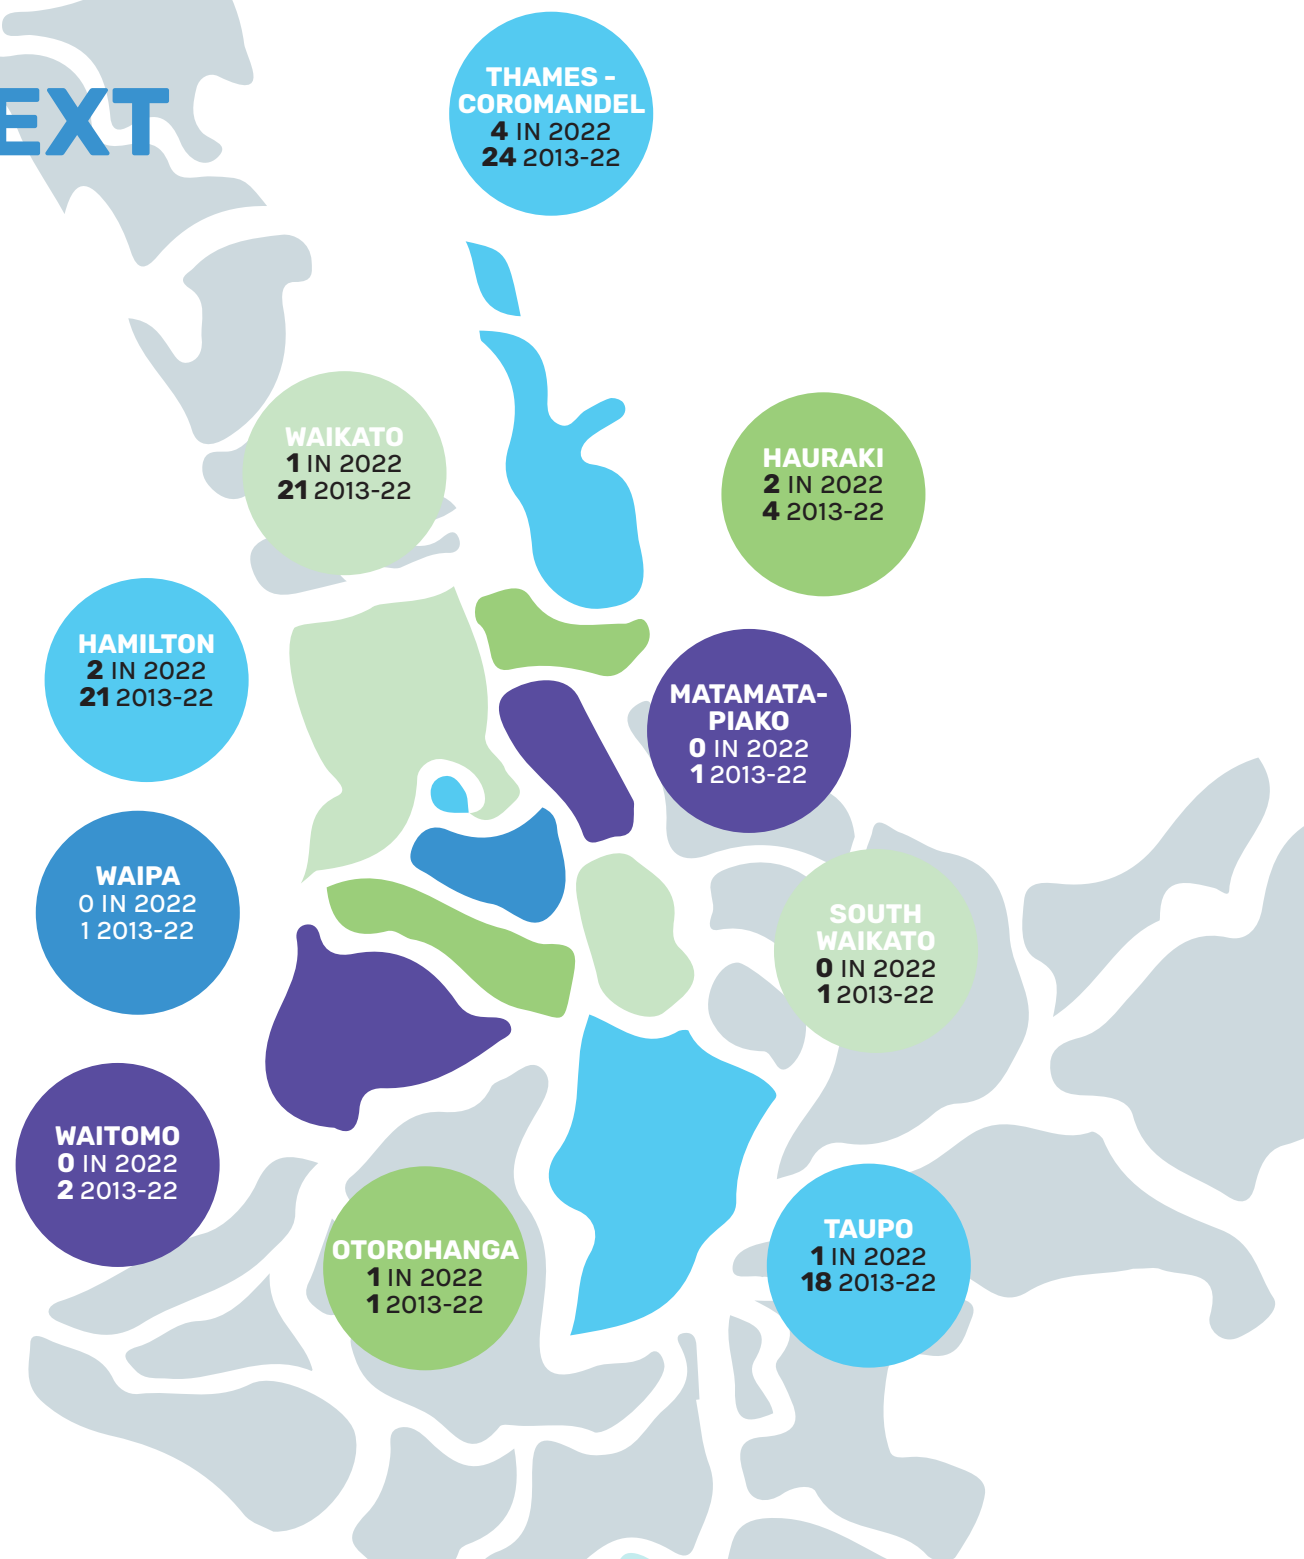 EXT
THAMES -
COROMANDEL
4 IN 2022
24 2013-22
WAIKATO
1 IN 2022
21 2013-22
HAURAKI
2 IN 2022
4 2013-22
HAMILTON
2 IN 2022
21 2013-22
MATAMATA-
PIAKO
0 IN 2022
1 2013-22
WAIPA
0 IN 2022
1 2013-22
SOUTH
WAIKATO
0 IN 2022
1 2013-22
WAITOMO
0 IN 2022
2 2013-22
OTOROHANGA
1 IN 2022
1 2013-22
TAUPO
1 IN 2022
18 2013-22